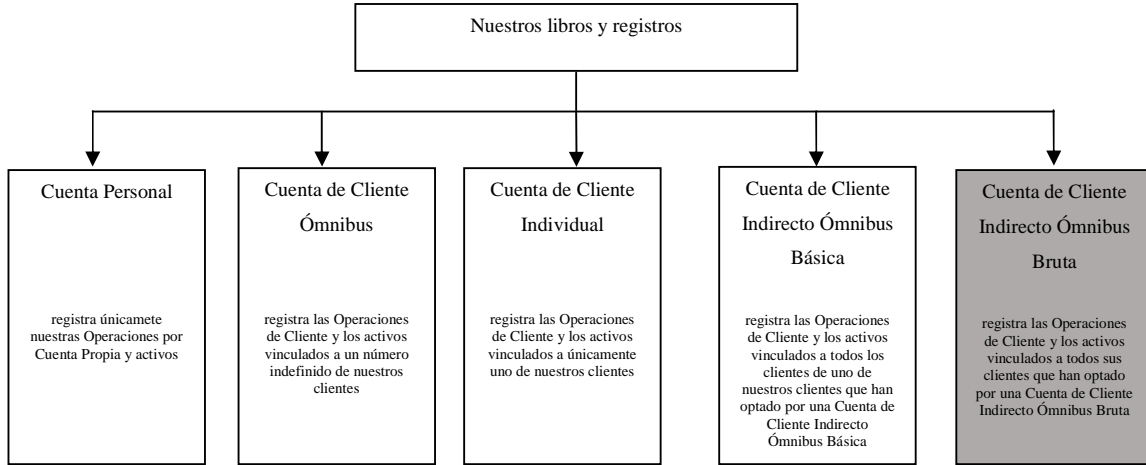 Nuestros libros y registros
Cuenta Personal
registra únicamete
nuestras Operaciones por
Cuenta Propia y activos
Cuenta de Cliente
Ómnibus
registra las Operaciones
de Cliente y los activos
vinculados a un número
indefinido de nuestros
clientes
Cuenta de Cliente
Individual
registra las Operaciones
de Cliente y los activos
vinculados a únicamente
uno de nuestros clientes
Cuenta de Cliente
Indirecto Ómnibus
Básica
registra las Operaciones
de Cliente y los activos
vinculados a todos los
clientes de uno de
nuestros clientes que han
optado por una Cuenta de
Cliente Indirecto
Ómnibus Básica
Cuenta de Cliente
Indirecto Ómnibus
Bruta
registra las Operaciones
de Cliente y los activos
vinculados a todos sus
clientes que han optado
por una Cuenta de Cliente
Indirecto Ómnibus Bruta